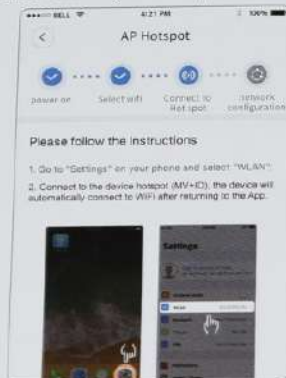 BELL 4:21 PM 100%
AP Hotspot
power on Select wifi Connect to Hot spot network configuration
Please follow the instructions
1. Go to "Settings" on your phone and select "WLAN";
2. Connect to the device hotspot (MV+ID), the device will
automatically connect to WiFi after returning to the App.
Settings